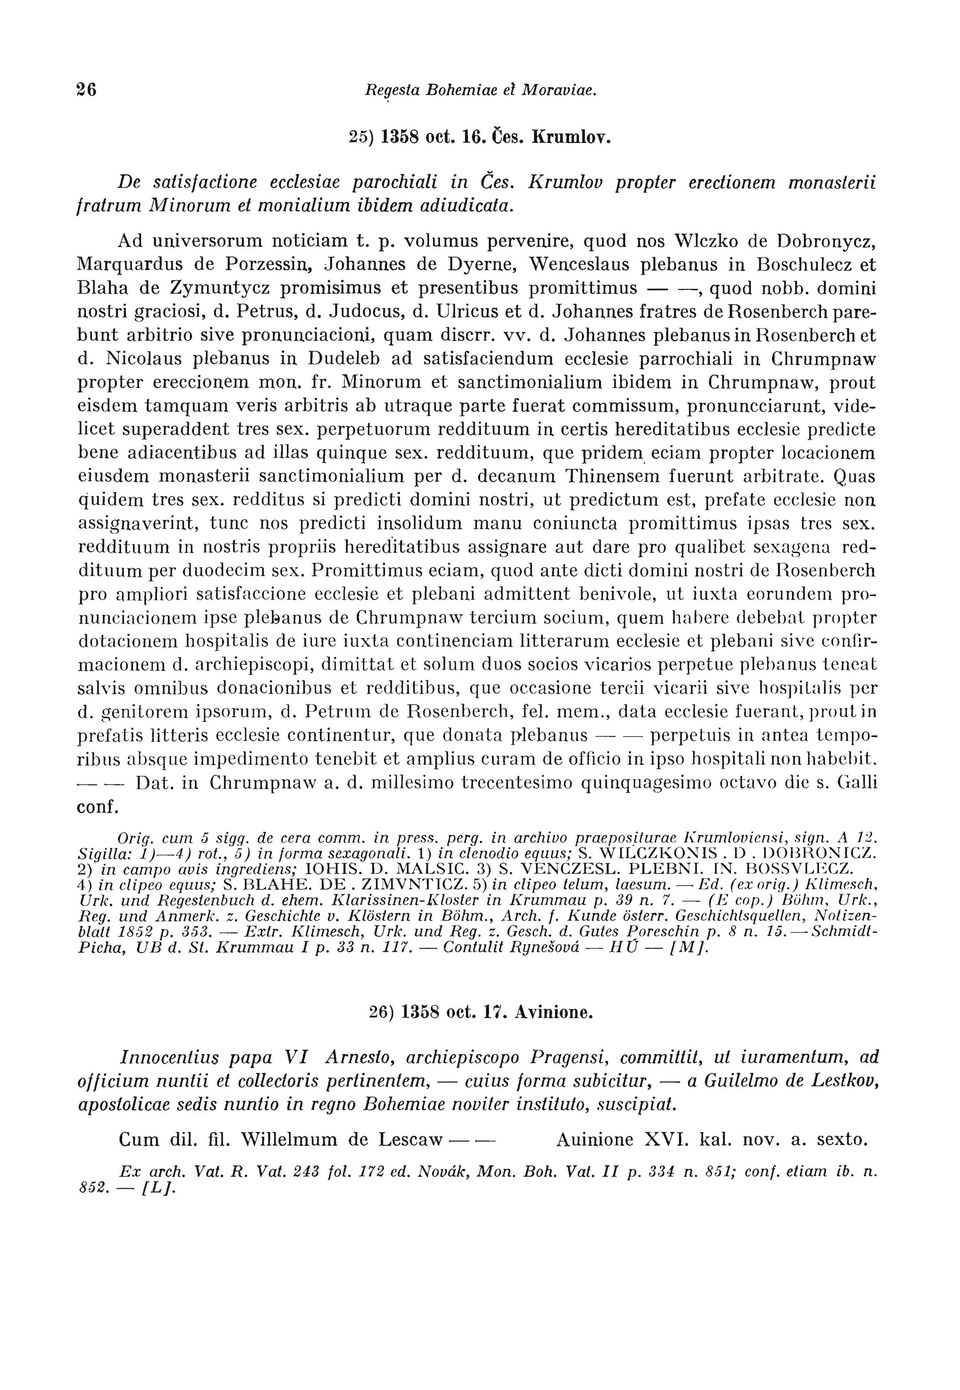 26 Regesta Bohemiae et Moraviae.
25) 1358 oct. 16. Čes. Krumlov.
De satisfactione ecclesiae parochiali in Čes. Krumlov propter erectionem monasterii
fratrum Minorum et monialium ibidem adiudicata.
Ad universorum noticiam t. p. volumus pervenire, quod nos Wlczko de Dobronycz,
Marquardus de Porzessin, Johannes de Dyerne, Wenceslaus plebanus in Boschulecz et
Blaha de Zymuntycz promisimus et presentibus promittimus — —, quod nobb. domini
nostri graciosi, d. Petrus, d. Judocus, d. Ulricus et d. Johannes fratres de Rosenberch pare-
bunt arbitrio sive pronunciacioni, quam discrr. vv. d. Johannes plebanus in Rosenberch et
d. Nicolaus plebanus in Dudeleb ad satisfaciendum ecclesie parrochiali in Chrumpnaw
propter ereccionem mon. fr. Minorum et sanctimonialium ibidem in Chrumpnaw, prout
eisdem tamquam veris arbitris ab utraque parte fuerat commissum, pronuncciarunt, vide-
licet superaddent tres sex. perpetuorum reddituum in certis hereditatibus ecclesie predicte
bene adiacentibus ad illas quinque sex. reddituum, que pridem eciam propter locacionem
eiusdem monasterii sanctimonialium per d. decanum Thinensem fuerunt arbitrate. Quas
quidem tres sex. redditus si predicti domini nostri, ut predictum est, prefate ecclesie non
assignaverint, tunc nos predicti insolidum manu coniuncta promittimus ipsas tres sex.
reddituum in nostris propriis hereditatibus assignare aut dare pro qualibet sexagena red-
dituum per duodecim sex. Promittimus eciam, quod ante dicti domini nostri de Rosenberch
pro ampliori satisfaccione ecclesie et plebani admittent benivole, ut iuxta eorundem pro-
nunciacionem ipse plebanus de Chrumpnaw tercium socium, quem habere debebat propter
dotacionem hospitalis de iure iuxta continenciam litterarum ecclesie et plebani sive confir-
macionem d. archiepiscopi, dimittat et solum duos socios vicarios perpetue plebanus teneat
salvis omnibus donacionibus et redditibus, que occasione tercii vicarii sive hospitalis per
d. genitorem ipsorum, d. Petrum de Rosenberch, fel. mem., data ecclesie fuerant, prout in
prefatis litteris ecclesie continentur, que donata plebanus — — perpetuis in antea tempo-
ribus absque impedimento tenebit et amplius curam de officio in ipso hospitali non habebit.
— — Dat. in Chrumpnaw a. d. millesimo trecentesimo quinquagesimo octavo die s. Galli
conf.
Orig. cum 5 sigg. de cera comm. in press. perg. in archivo praepositurae Krumloviensi, sign. A 12.
Sigilla: 1)—4) rot., 5) in forma sexagonali. 1) in clenodio equus; S. WILCZKONIS . D . DOBRONICZ.
2) in campo avis ingrediens; IOHIS. D. MALSIC. 3) S. VENCZESL. PLEBNI. IN. BOSSVLECZ.
4) in clipeo equus; S. BLAHE. DE . ZIMVNTICZ. 5) in clipeo telum, laesum. — Ed. (ex orig.) Klimesch,
Urk. und Regestenbuch d. ehem. Klarissinen-Kloster in Krummau p. 39 n. 7. — (E cop.) Böhm, Urk.,
Reg. und Anmerk. z. Geschichte v. Klöstern in Böhm., Arch. f. Kunde österr. Geschichtsquellen, Notizen-
blatt 1852 p. 353. — Extr. Klimesch, Urk. und Reg. z. Gesch. d. Gutes Poreschin p. 8 n. 15. — Schmidt-
Picha, UB d. St. Krummau I p. 33 n. 117. — Contulit Rynešová — HÚ — [M].
26) 1358 oct. 17. Avinione.
Innocentius papa VI Arnesto, archiepiscopo Pragensi, committit, ut iuramentum, ad
officium nuntii et collectoris pertinentem, — cuius forma subicitur, — a Guilelmo de Lestkov,
apostolicae sedis nuntio in regno Bohemiae noviter instituto, suscipiat.
Cum dil. fil. Willelmum de Lescaw — — Auinione XVI. kal. nov. a. sexto.
Ex arch. Vat. R. Vat. 243 fol. 172 ed. Novák, Mon. Boh. Vat. II p. 334 n. 851; conf. etiam ib. n.
852. — [L].